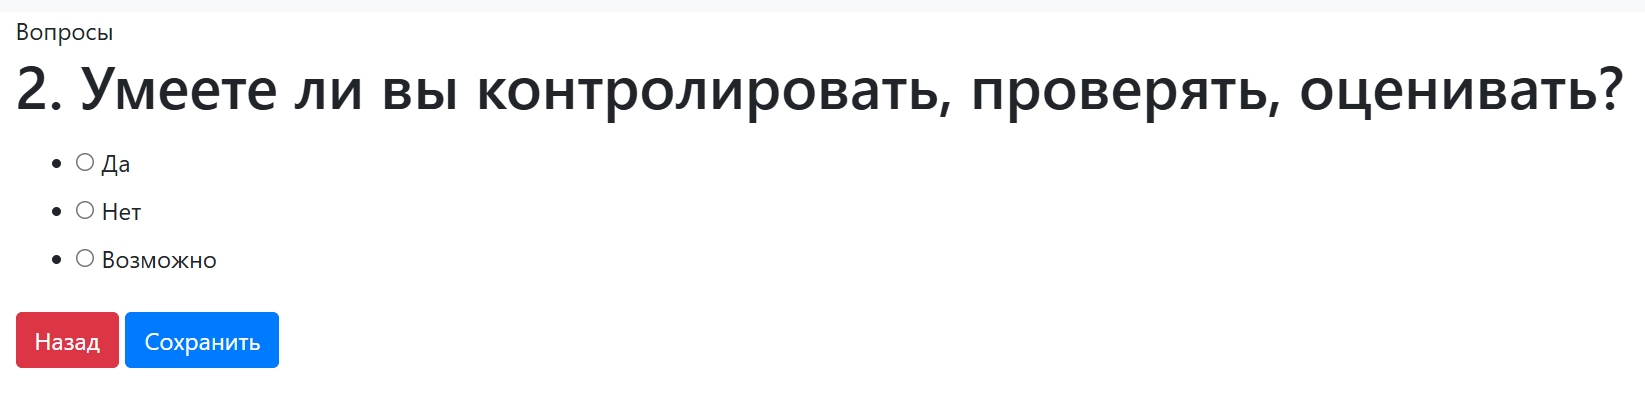 Вопросы
2. Умеете ли вы контролировать, проверять, оценивать?
Да
Нет
Возможно
Назад Сохранить